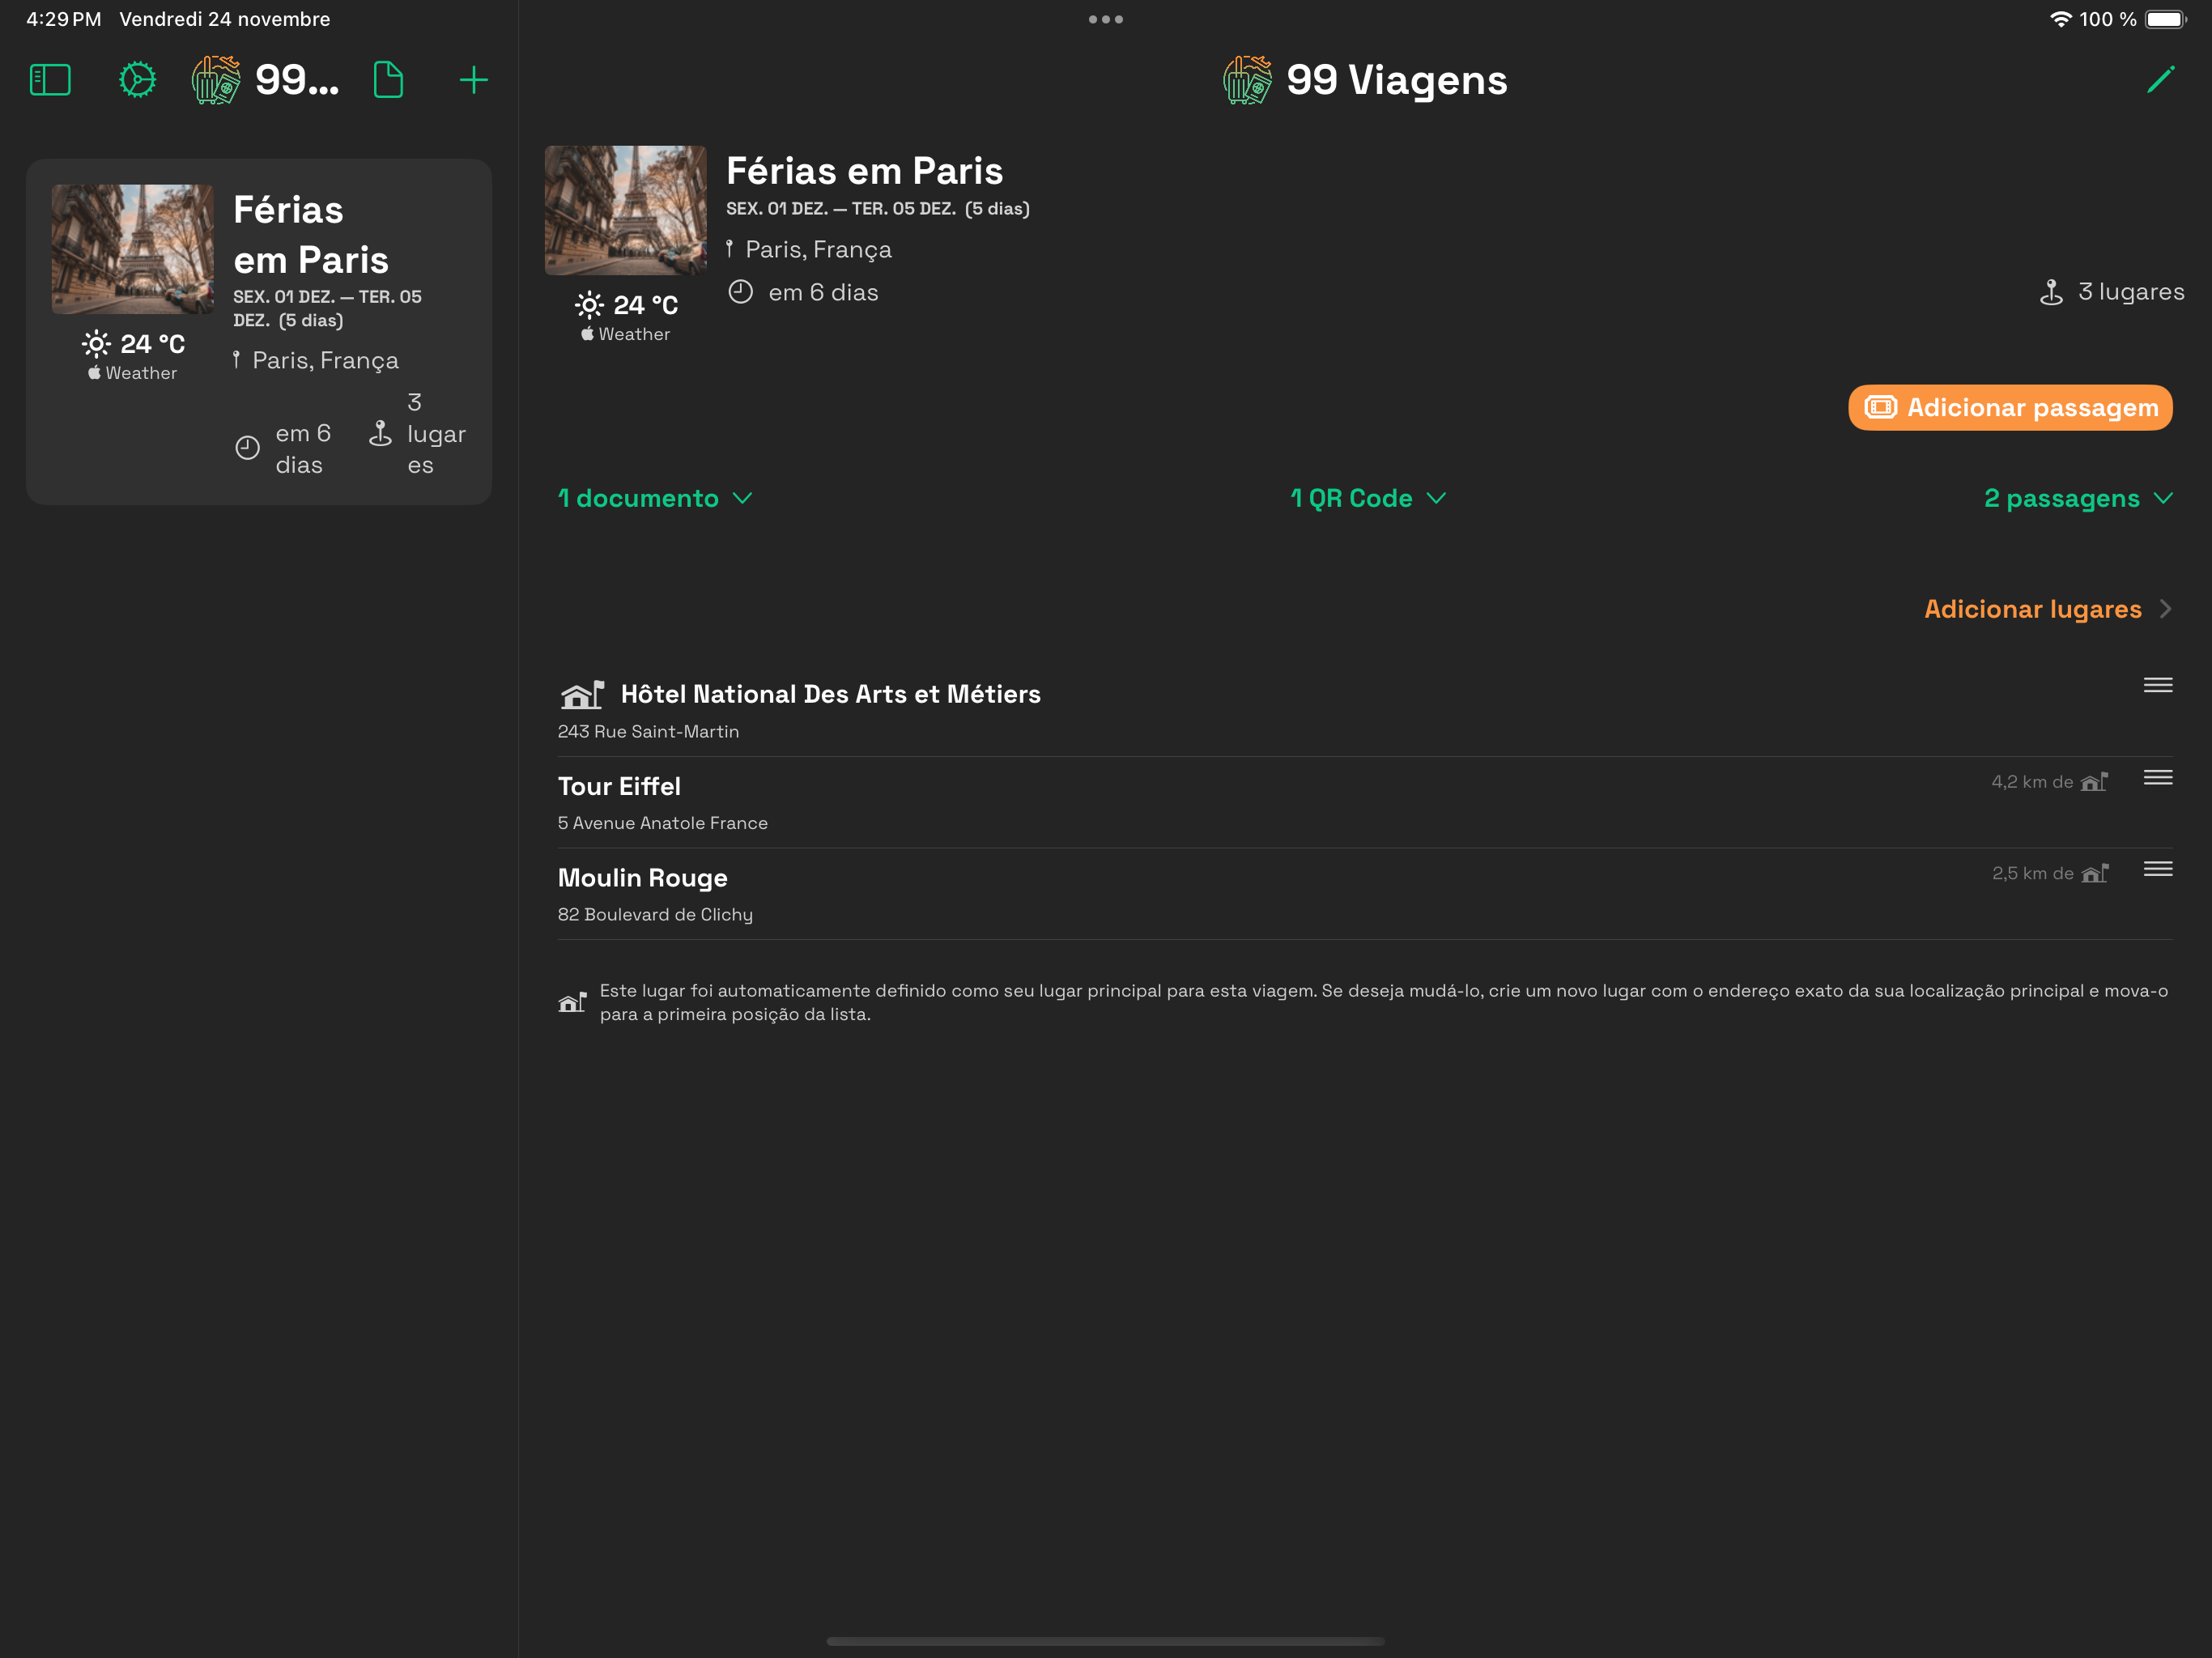 4:29 PM Vendredi 24 novembre
100 %
99...
Férias
em Paris
SEX. 01 DEZ. — TER. 05
DEZ. (5 dias)
24 °C
Weather
Paris, França
em 6
dias
3
lugar
es
99 Viagens
Férias em Paris
SEX. 01 DEZ. — TER. 05 DEZ. (5 dias)
Paris, França
em 6 dias
3 lugares
24 °C
Weather
Adicionar passagem
1 documento
1 QR Code
2 passagens
Adicionar lugares
Hôtel National Des Arts et Métiers
243 Rue Saint-Martin
Tour Eiffel
4,2 km de
5 Avenue Anatole France
Moulin Rouge
2,5 km de
82 Boulevard de Clichy
Este lugar foi automaticamente definido como seu lugar principal para esta viagem. Se deseja mudá-lo, crie um novo lugar com o endereço exato da sua localização principal e mova-o
para a primeira posição da lista.